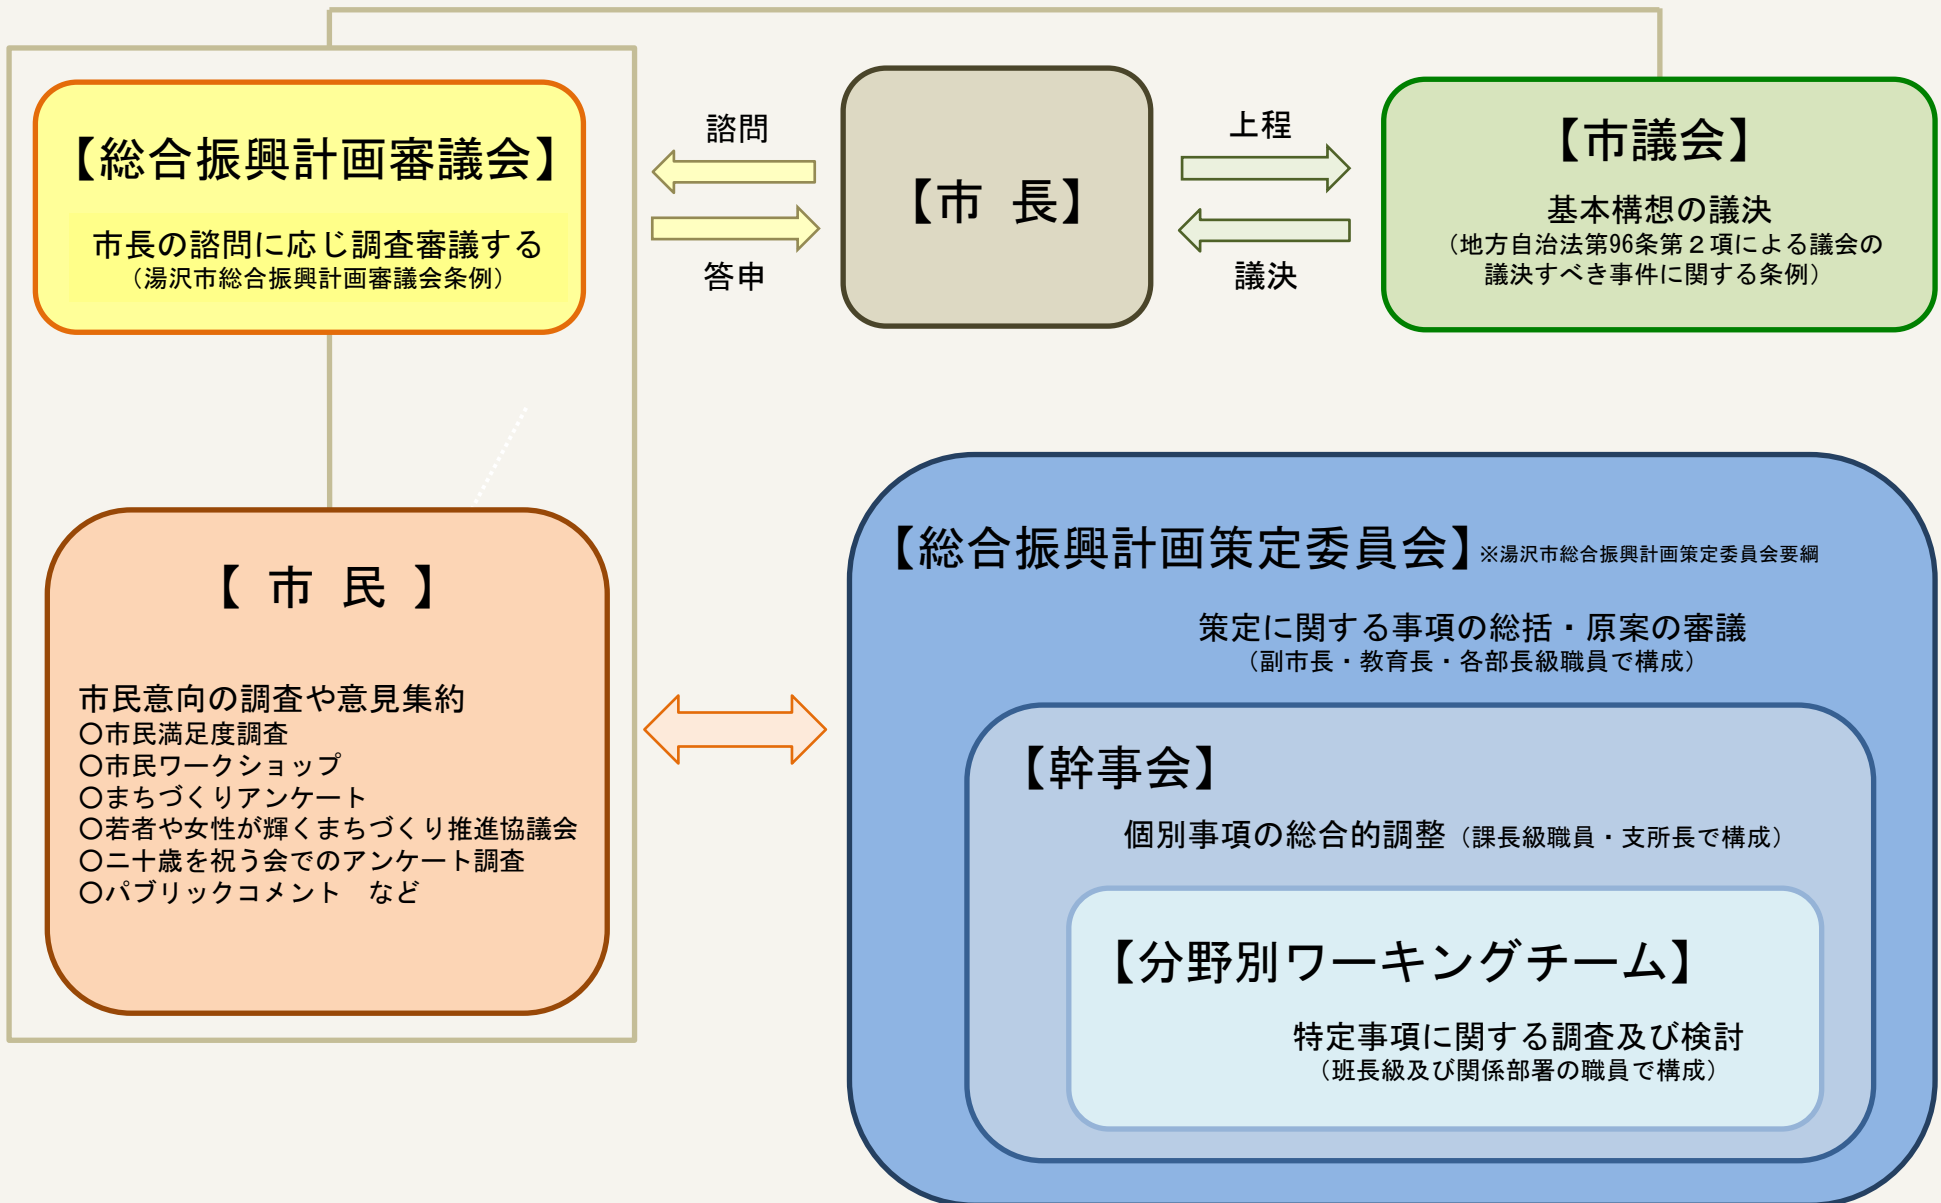 【総合振興計画審議会】
市長の諮問に応じ調査審議する
（湯沢市総合振興計画審議会条例）
諮問
答申
【市 長】
上程
議決
【市議会】
基本構想の議決
（地方自治法第96条第２項による議会の
議決すべき事件に関する条例）
【 市 民 】
市民意向の調査や意見集約
〇市民満足度調査
〇市民ワークショップ
〇まちづくりアンケート
〇若者や女性が輝くまちづくり推進協議会
〇二十歳を祝う会でのアンケート調査
〇パブリックコメント　など
【総合振興計画策定委員会】※湯沢市総合振興計画策定委員会要綱
策定に関する事項の総括・原案の審議
（副市長・教育長・各部長級職員で構成）
【幹事会】
個別事項の総合的調整（課長級職員・支所長で構成）
【分野別ワーキングチーム】
特定事項に関する調査及び検討
（班長級及び関係部署の職員で構成）